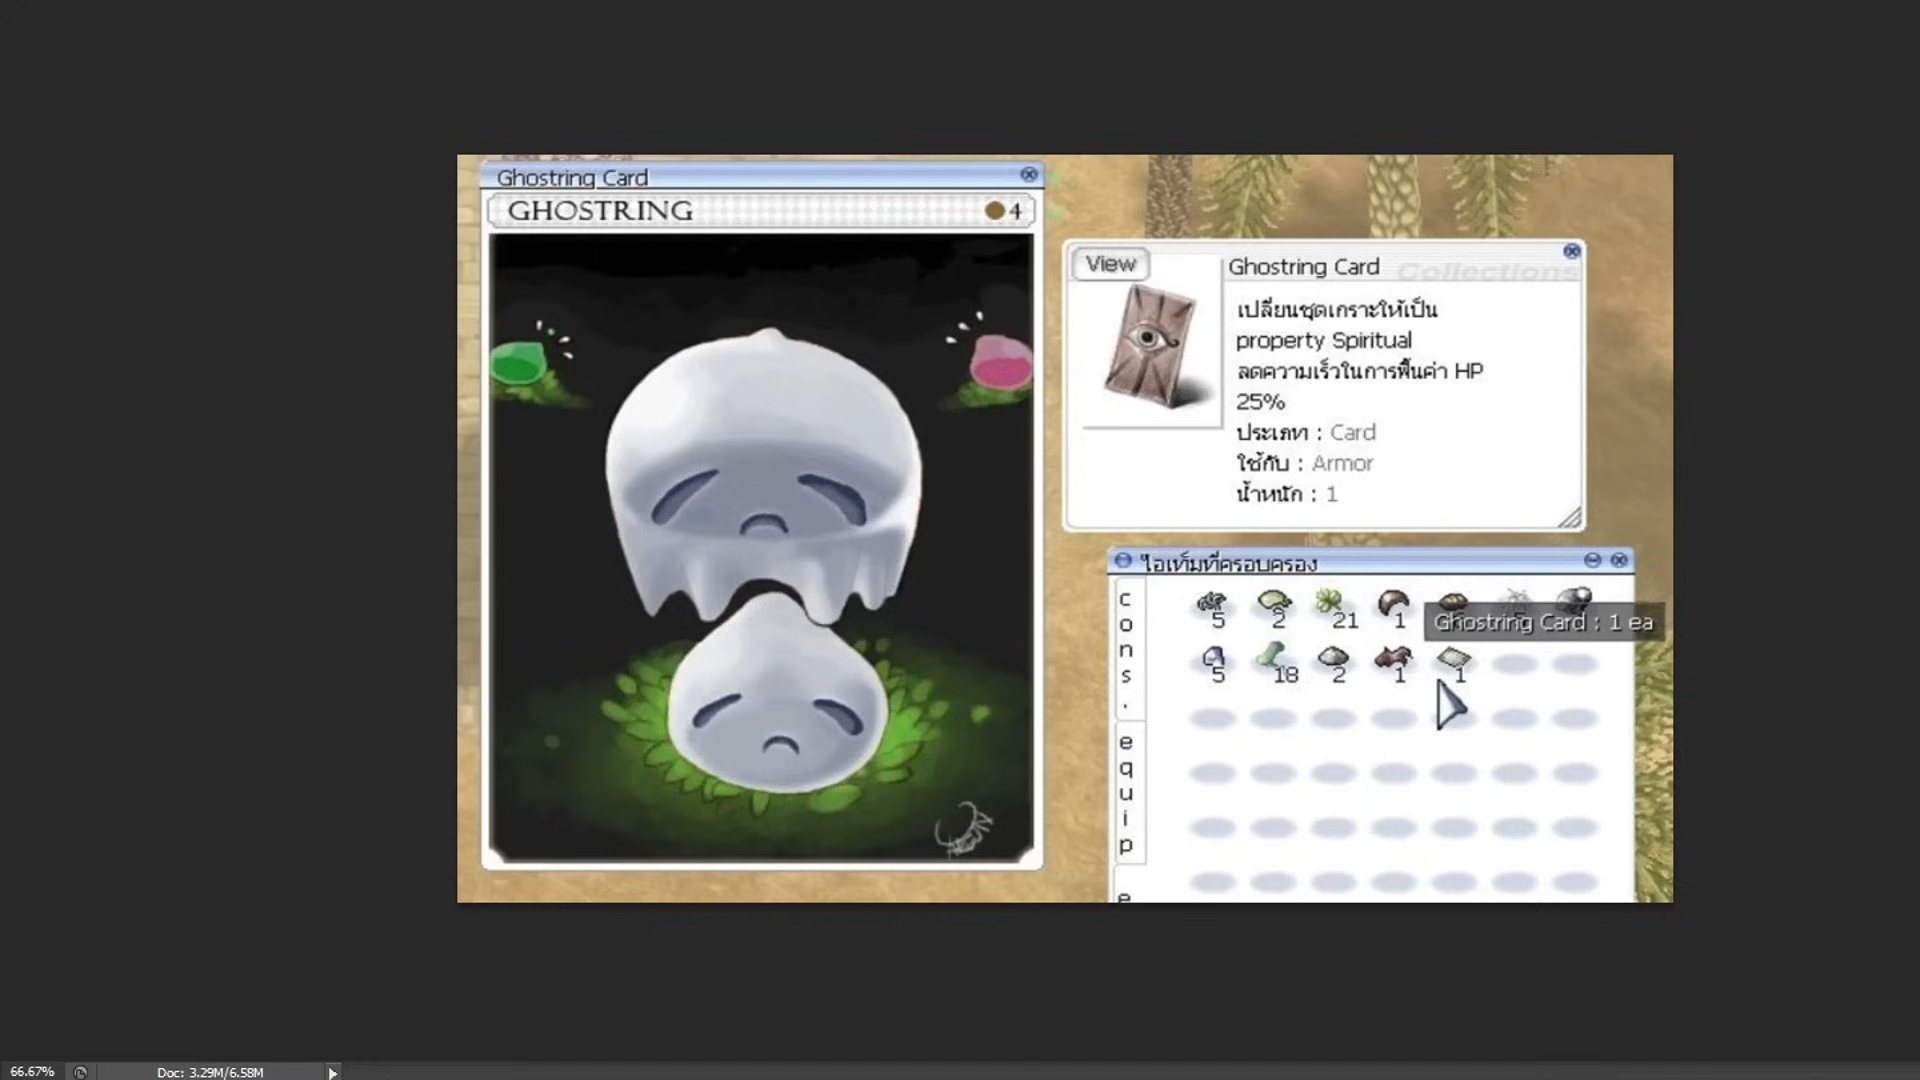 Ghostring Card
GHOSTRING
4
View
Ghostring Card
Collections
เปลี่ยนชุดเกราะให้เป็น
property Spiritual
ลดความเร็วในการฟื้นค่า HP
25%
ประเภท : Card
ใช้กับ : Armor
น้ำหนัก : 1
ไอเท็มที่ครอบครอง
cons.
equip
e
5 2 21 1
Ghostring Card : 1 ea
5 18 2 1 1
66.67%
Doc: 3.29M/6.58M